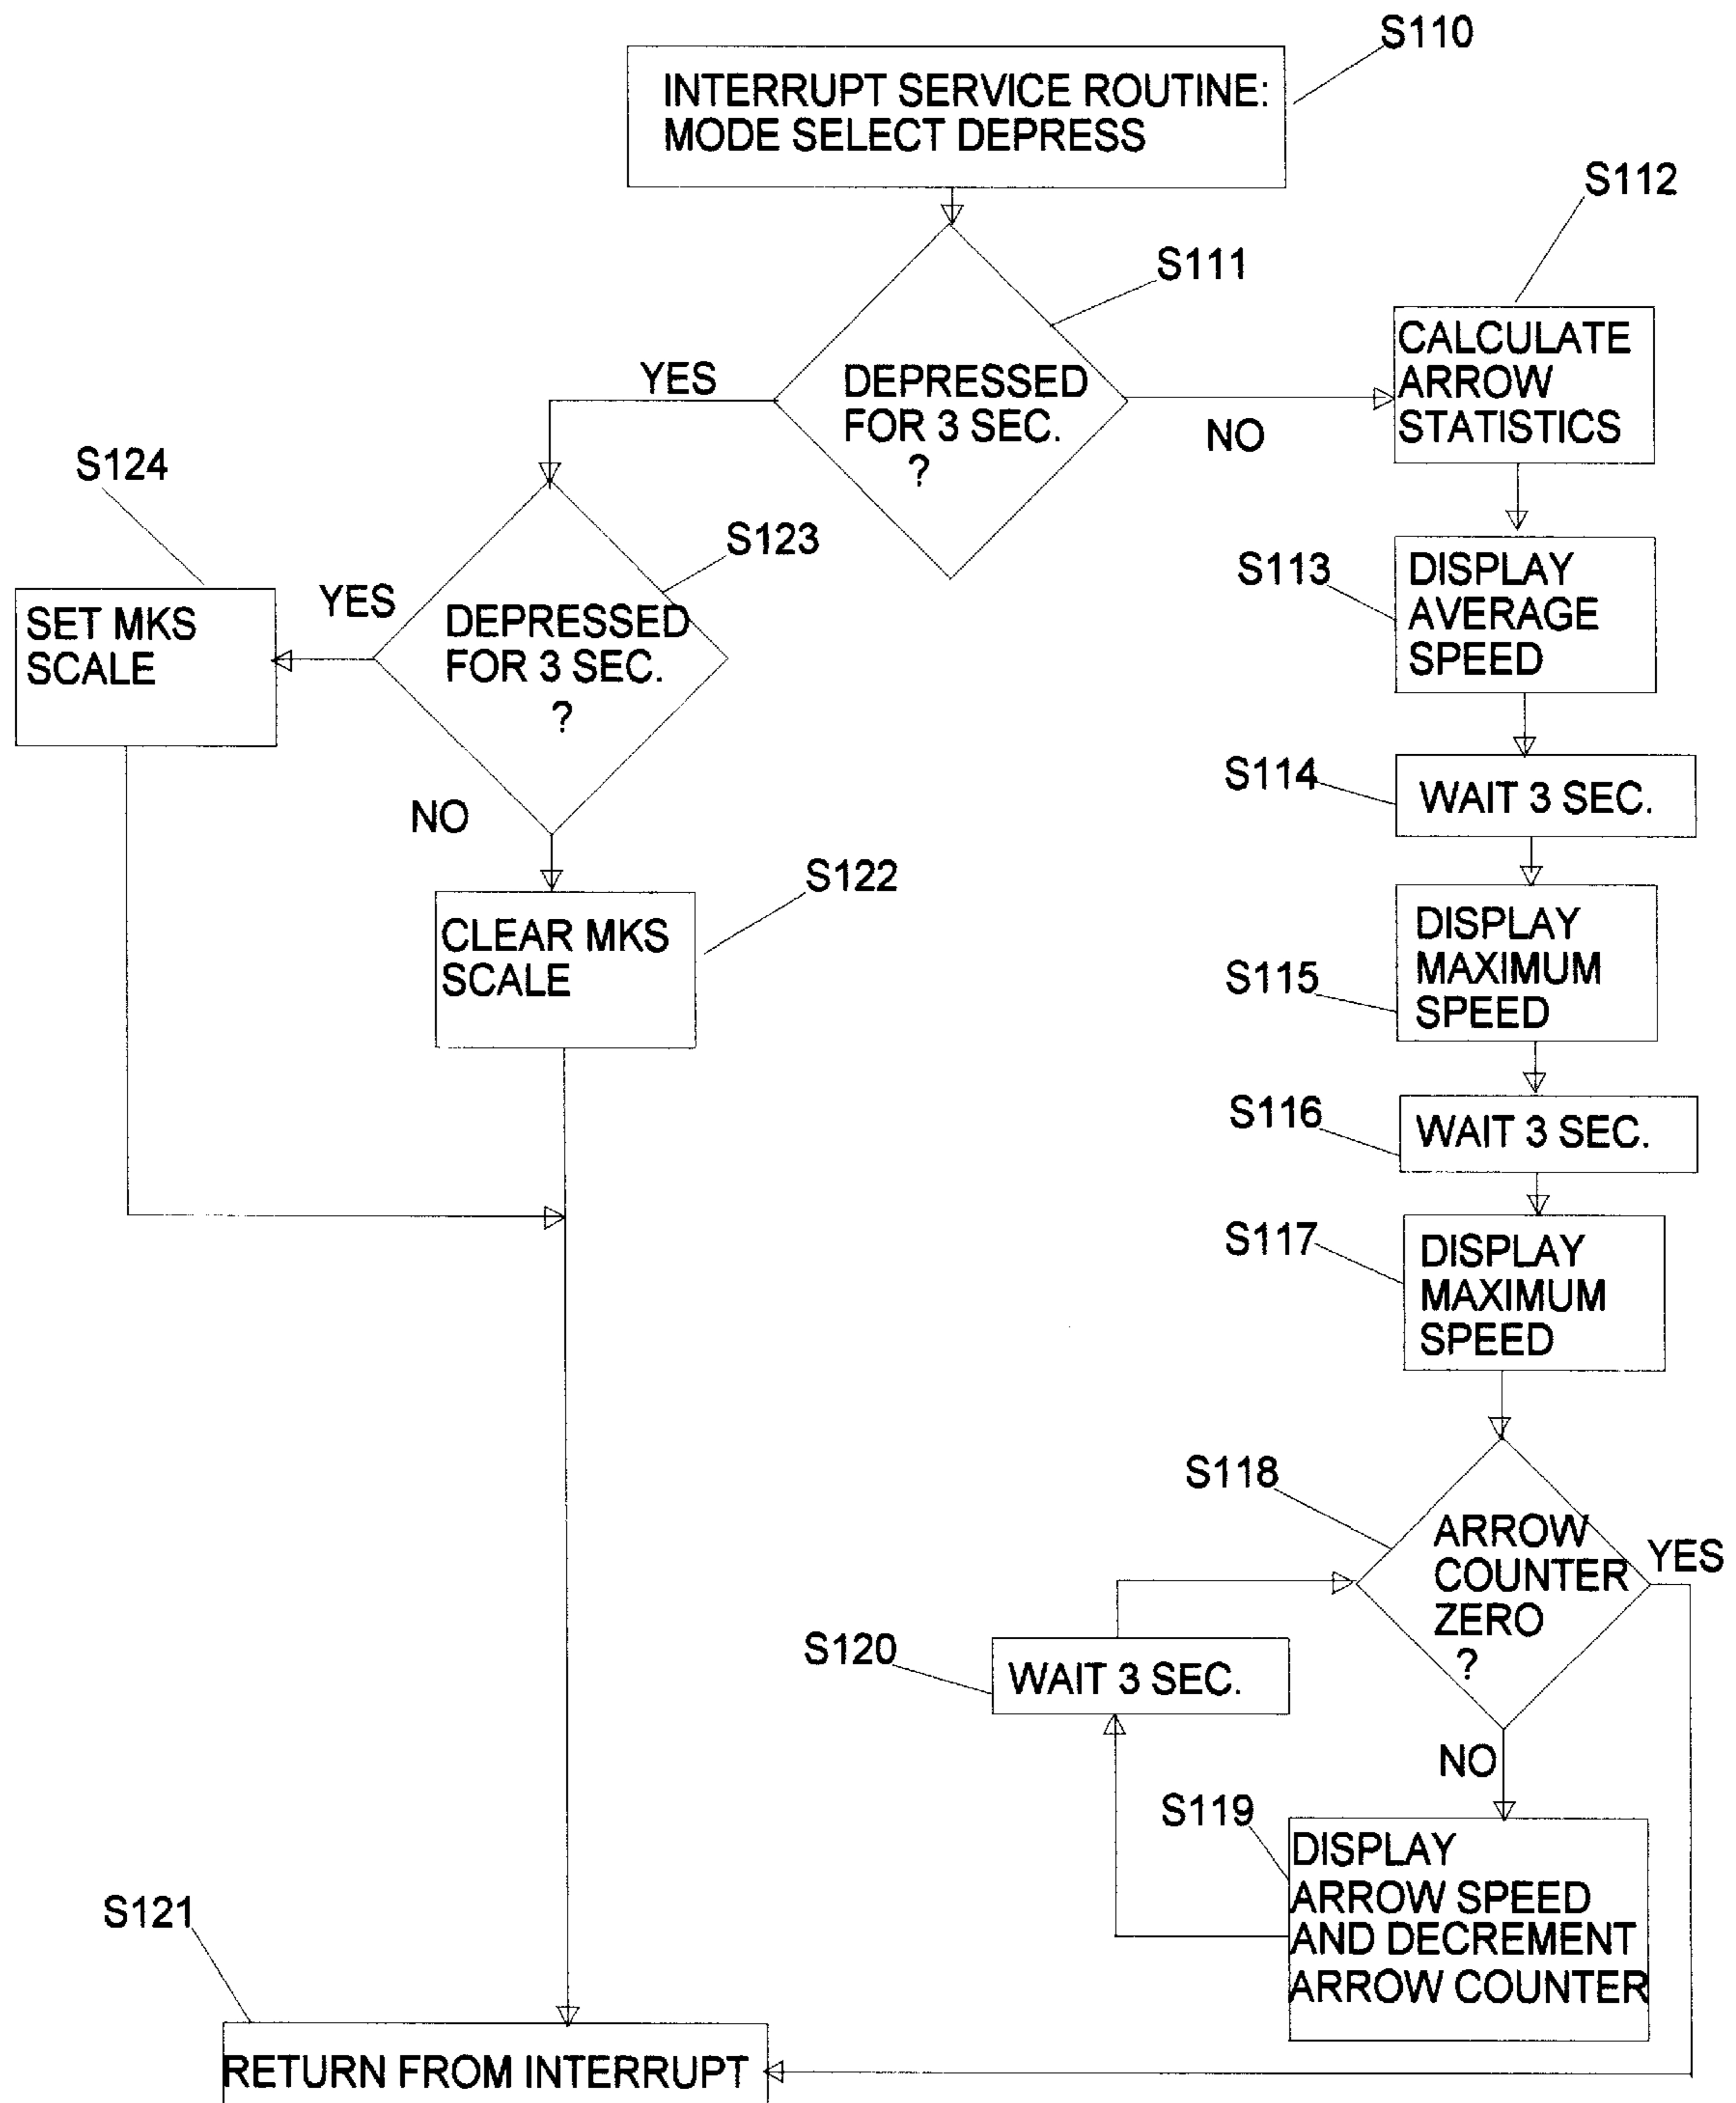 S110
INTERRUPT SERVICE ROUTINE:
MODE SELECT DEPRESS
S112
S111
CALCULATE
ARROW
STATISTICS
YES
DEPRESSED
FOR 3 SEC.
?
NO
S124
S123
S113
DISPLAY
AVERAGE
SPEED
SET MKS
SCALE
YES
DEPRESSED
FOR 3 SEC.
?
NO
S114
WAIT 3 SEC.
S122
CLEAR MKS
SCALE
S115
DISPLAY
MAXIMUM
SPEED
S116
WAIT 3 SEC.
S117
DISPLAY
MAXIMUM
SPEED
S118
ARROW
COUNTER
ZERO
?
YES
S120
WAIT 3 SEC.
NO
S119
DISPLAY
ARROW SPEED
AND DECREMENT
ARROW COUNTER
S121
RETURN FROM INTERRUPT